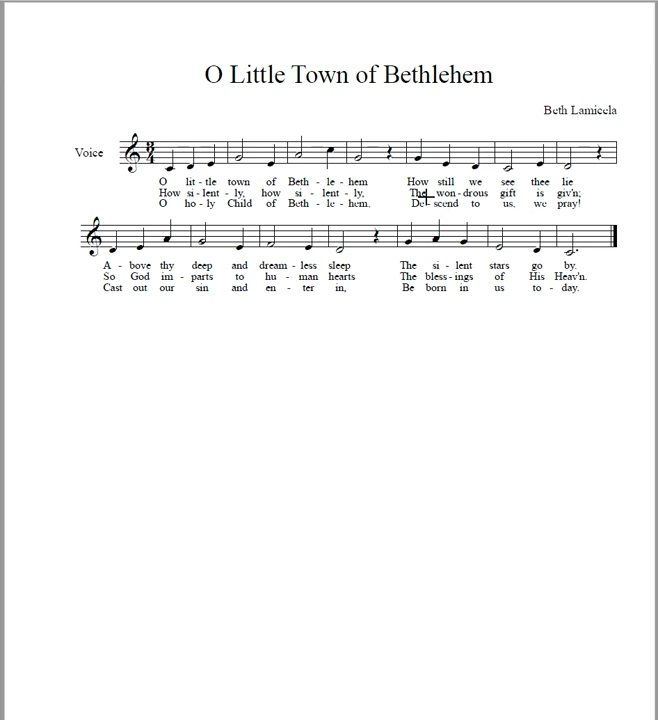 O Little Town of Bethlehem
Beth Lamicela
Voice
3
4
O lit - tle town of Beth - le - hem How still we see thee lie
How si - lent - ly, how si - lent - ly, The won - drous gift is giv'n;
O ho - ly Child of Beth - le - hem. De - scend to us, we pray!
A - bove thy deep and dream - less sleep The si - lent stars go by.
So God im - parts to hu - man hearts The bless - ings of His Heav'n.
Cast out our sin and en - ter in, Be born in us to - day.